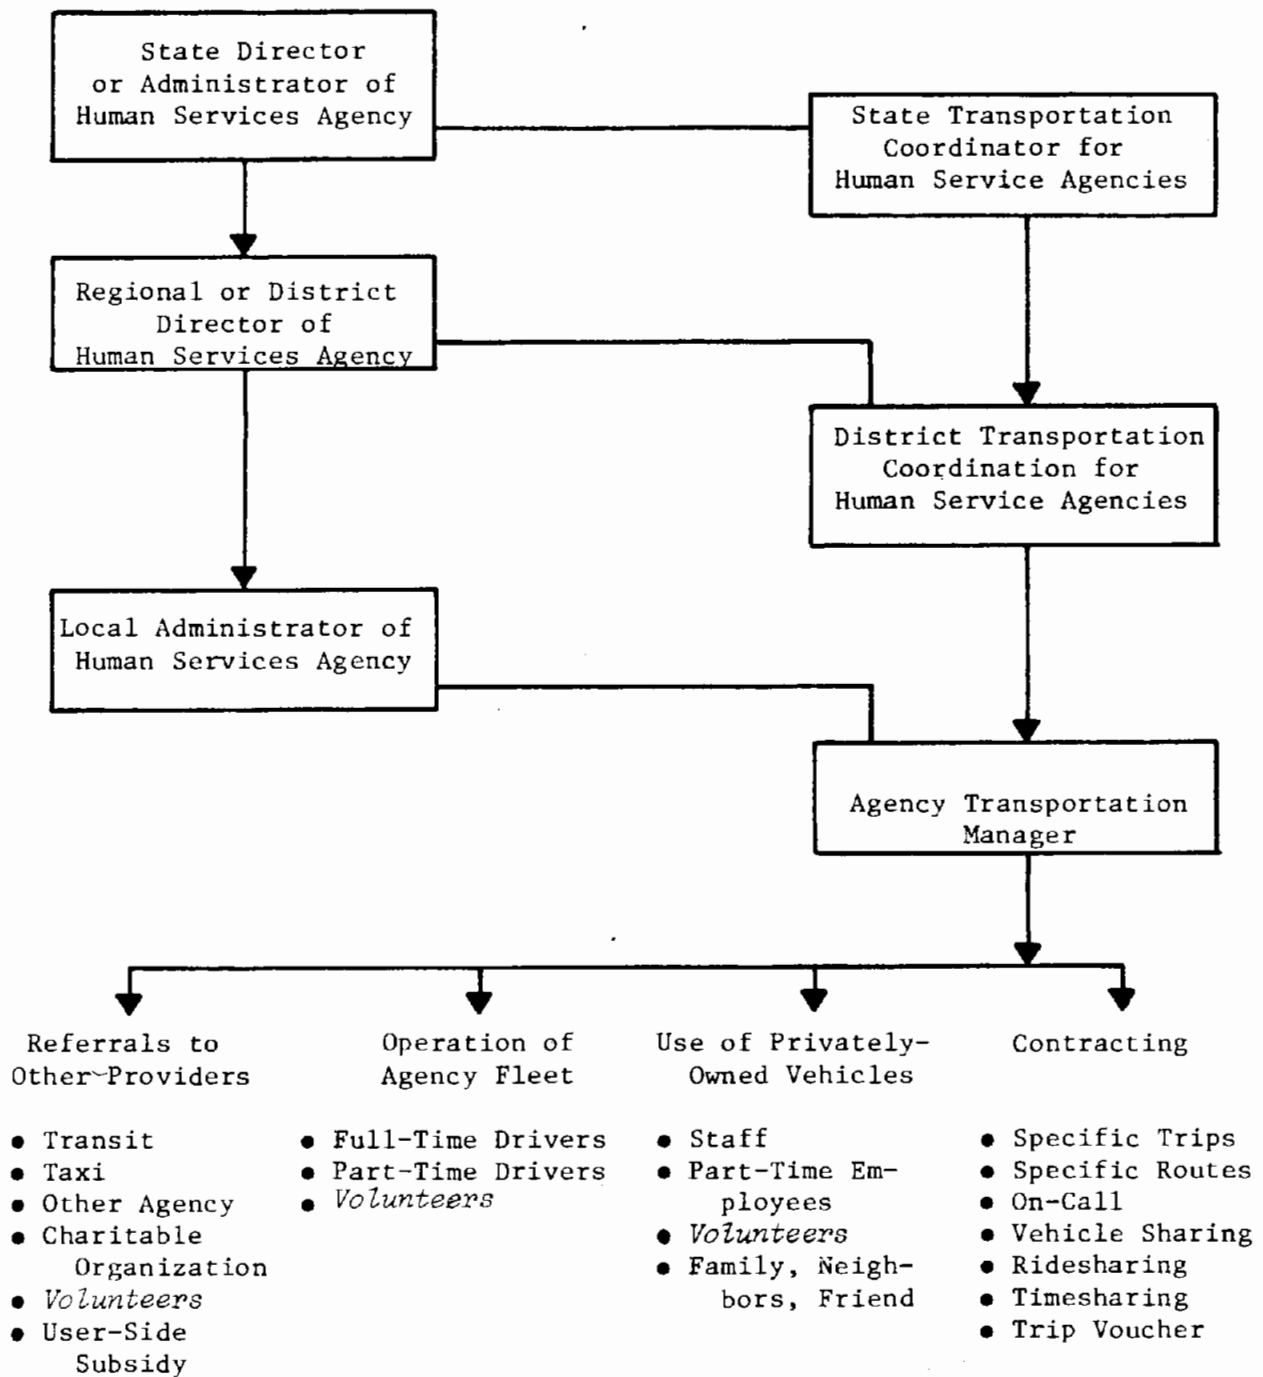 State Director
or Administrator of
Human Services Agency
State Transportation
Coordinator for
Human Service Agencies
Regional or District
Director of
Human Services Agency
District Transportation
Coordination for
Human Service Agencies
Local Administrator of
Human Services Agency
Agency Transportation
Manager
Referrals to
Other Providers
● Transit
● Taxi
● Other Agency
● Charitable
Organization
● Volunteers
● User-Side
Subsidy
Operation of
Agency Fleet
● Full-Time Drivers
● Part-Time Drivers
● Volunteers
Use of Privately-
Owned Vehicles
● Staff
● Part-Time Em-
ployees
● Volunteers
● Family, Neigh-
bors, Friend
Contracting
● Specific Trips
● Specific Routes
● On-Call
● Vehicle Sharing
● Ridesharing
● Timesharing
● Trip Voucher